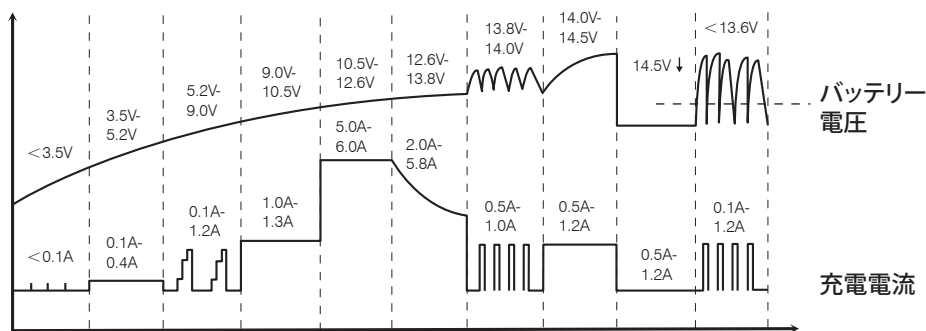 <3.5V
3.5V-
5.2V
5.2V-
9.0V
9.0V-
10.5V
10.5V-
12.6V
12.6V-
13.8V
13.8V-
14.0V
14.0V-
14.5V
14.5V↓
<13.6V
バッテリー
電圧
<0.1A
0.1A-
0.4A
0.1A-
1.2A
1.0A-
1.3A
5.0A-
6.0A
2.0A-
5.8A
0.5A-
1.0A
0.5A-
1.2A
0.5A-
1.2A
0.1A-
1.2A
充電電流